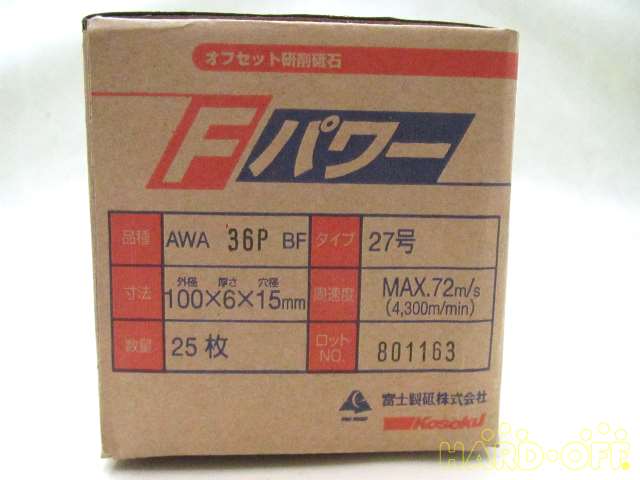 オフセット研削砥石
Fパワー
品種 AWA 36P BF タイプ 27号
外径 厚さ 穴径
寸法 100×6×15mm 周速度 MAX.72m/s
(4,300m/min)
数量 25枚 ロットNO. 801163
富士製砥株式会社
Kosoku
HARD-OFF